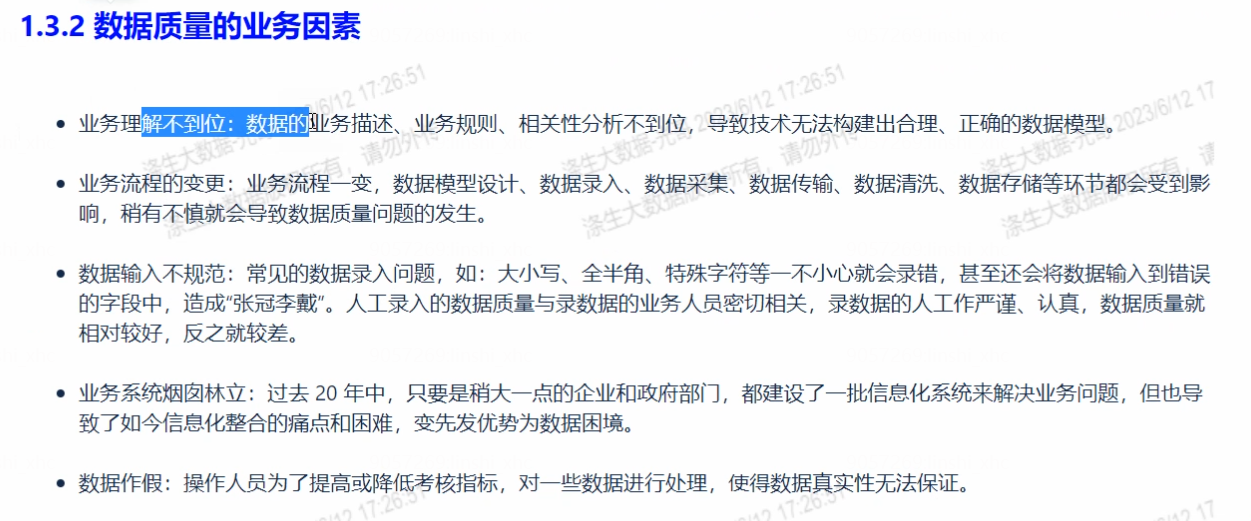 1.3.2 数据质量的业务因素
业务理解不到位：数据的业务描述、业务规则、相关性分析不到位，导致技术无法构建出合理、正确的数据模型。
业务流程的变更：业务流程一变，数据模型设计、数据录入、数据采集、数据传输、数据清洗、数据存储等环节都会受到影
响，稍有不慎就会导致数据质量问题的发生。
数据输入不规范：常见的数据录入问题，如：大小写、全半角、特殊字符等一不小心就会录错，甚至还会将数据输入到错误
的字段中，造成“张冠李戴”。人工录入的数据质量与录数据的业务人员密切相关，录数据的人工作严谨、认真，数据质量就
相对较好，反之就较差。
业务系统烟囱林立：过去 20 年中，只要是稍大一点的企业和政府部门，都建设了一批信息化系统来解决业务问题，但也导
致了如今信息化整合的痛点和困难，变先发优势为数据困境。
数据作假：操作人员为了提高或降低考核指标，对一些数据进行处理，使得数据真实性无法保证。